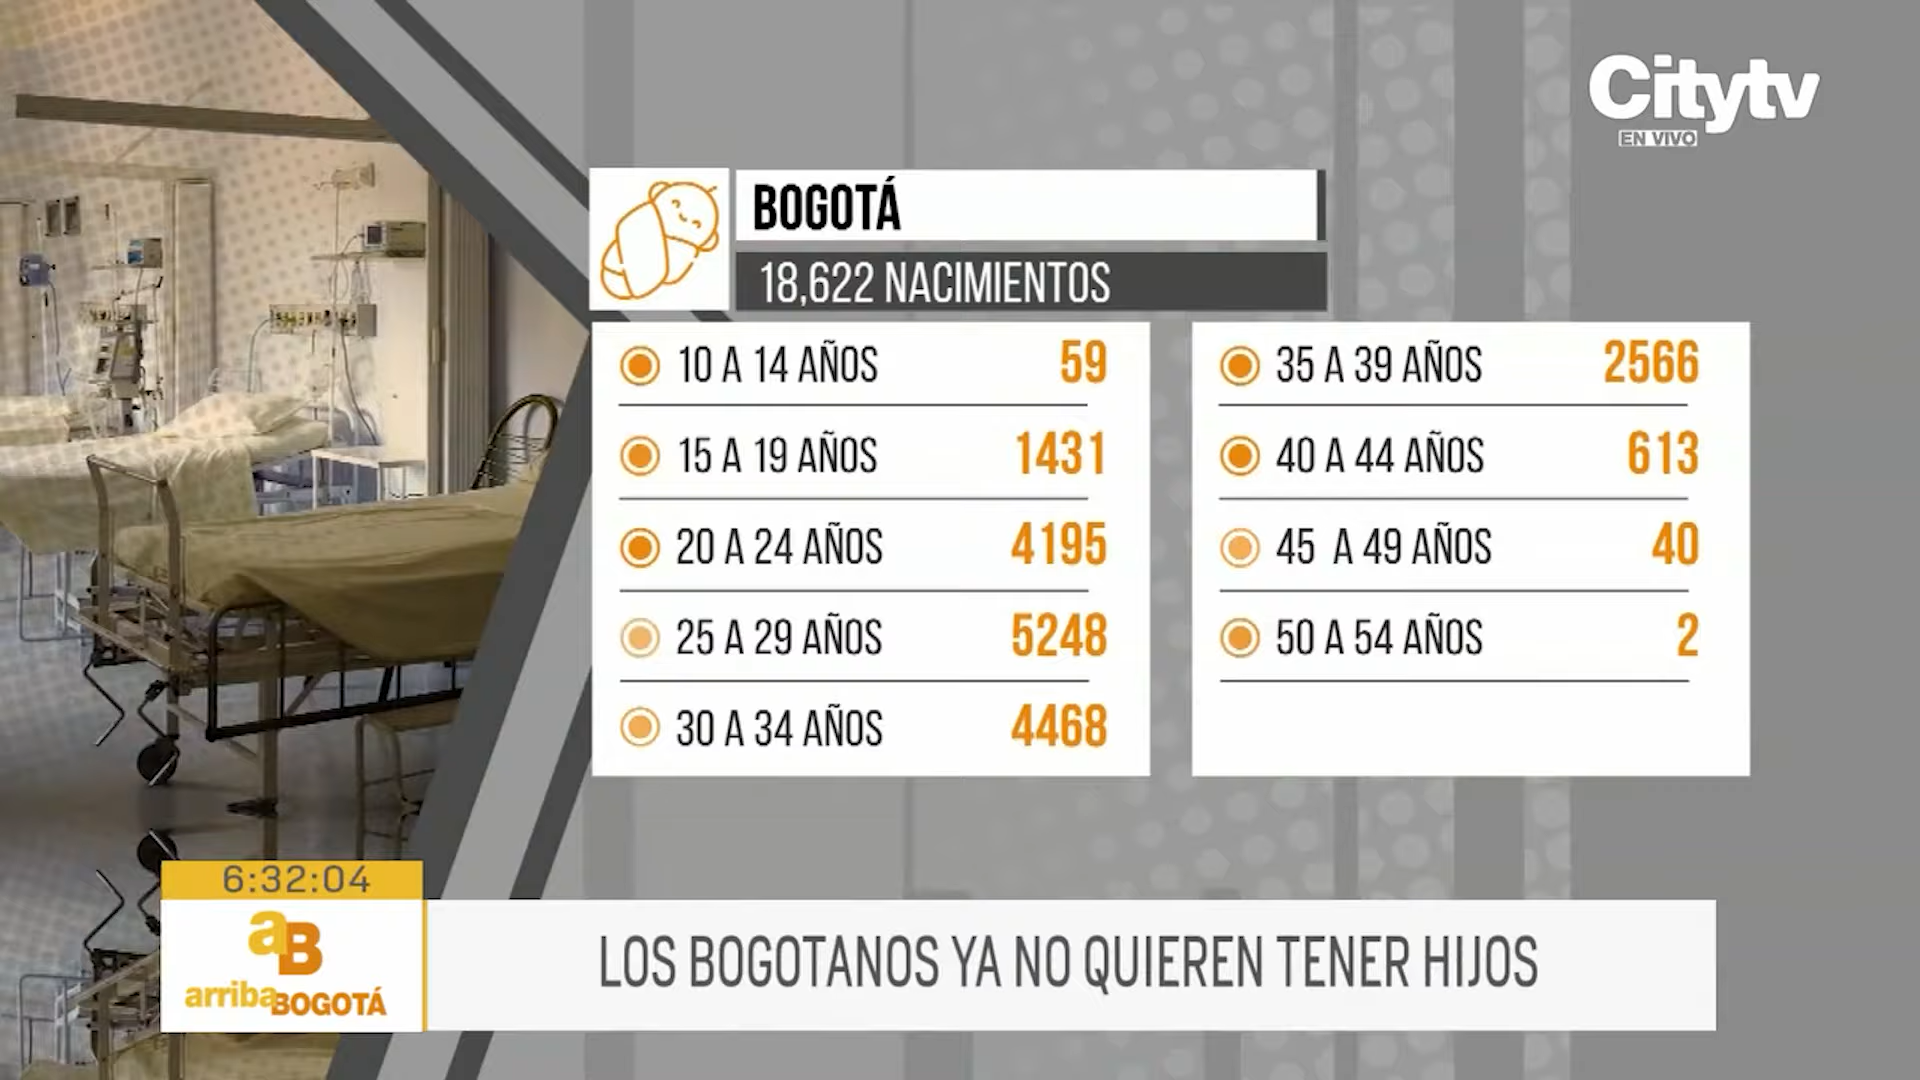 Citytv
EN VIVO
BOGOTÁ
18,622 NACIMIENTOS
10 A 14 AÑOS 59
15 A 19 AÑOS 1431
20 A 24 AÑOS 4195
25 A 29 AÑOS 5248
30 A 34 AÑOS 4468
35 A 39 AÑOS 2566
40 A 44 AÑOS 613
45 A 49 AÑOS 40
50 A 54 AÑOS 2
6:32:04
aB
arriba BOGOTÁ
LOS BOGOTANOS YA NO QUIEREN TENER HIJOS